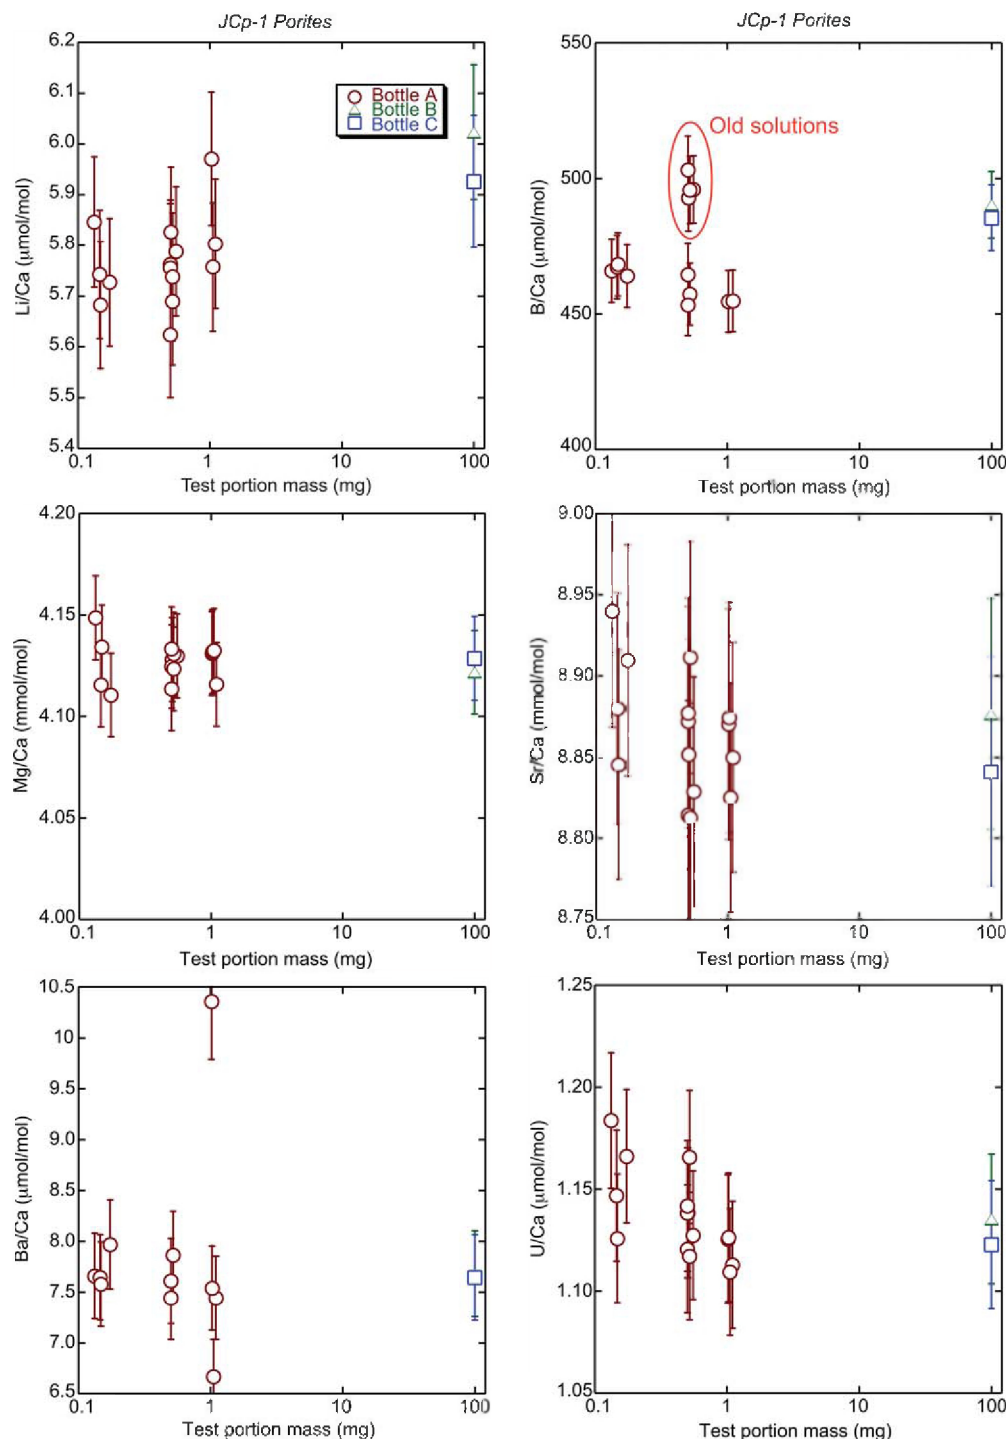 JCp-1 Porites
6.2
6.1
6.0
5.9
5.8
5.7
5.6
5.5
5.4
Li/Ca (μmol/mol)
Bottle A
Bottle B
Bottle C
0.1 1 10 100
Test portion mass (mg)
JCp-1 Porites
550
500
450
400
B/Ca (μmol/mol)
Old solutions
0.1 1 10 100
Test portion mass (mg)
4.20
4.15
4.10
4.05
4.00
Mg/Ca (mmol/mol)
0.1 1 10 100
Test portion mass (mg)
9.00
8.95
8.90
8.85
8.80
8.75
Sr/Ca (mmol/mol)
0.1 1 10 100
Test portion mass (mg)
10.5
10
9.5
9.0
8.5
8.0
7.5
7.0
6.5
Ba/Ca (μmol/mol)
0.1 1 10 100
Test portion mass (mg)
1.25
1.20
1.15
1.10
1.05
U/Ca (μmol/mol)
0.1 1 10 100
Test portion mass (mg)